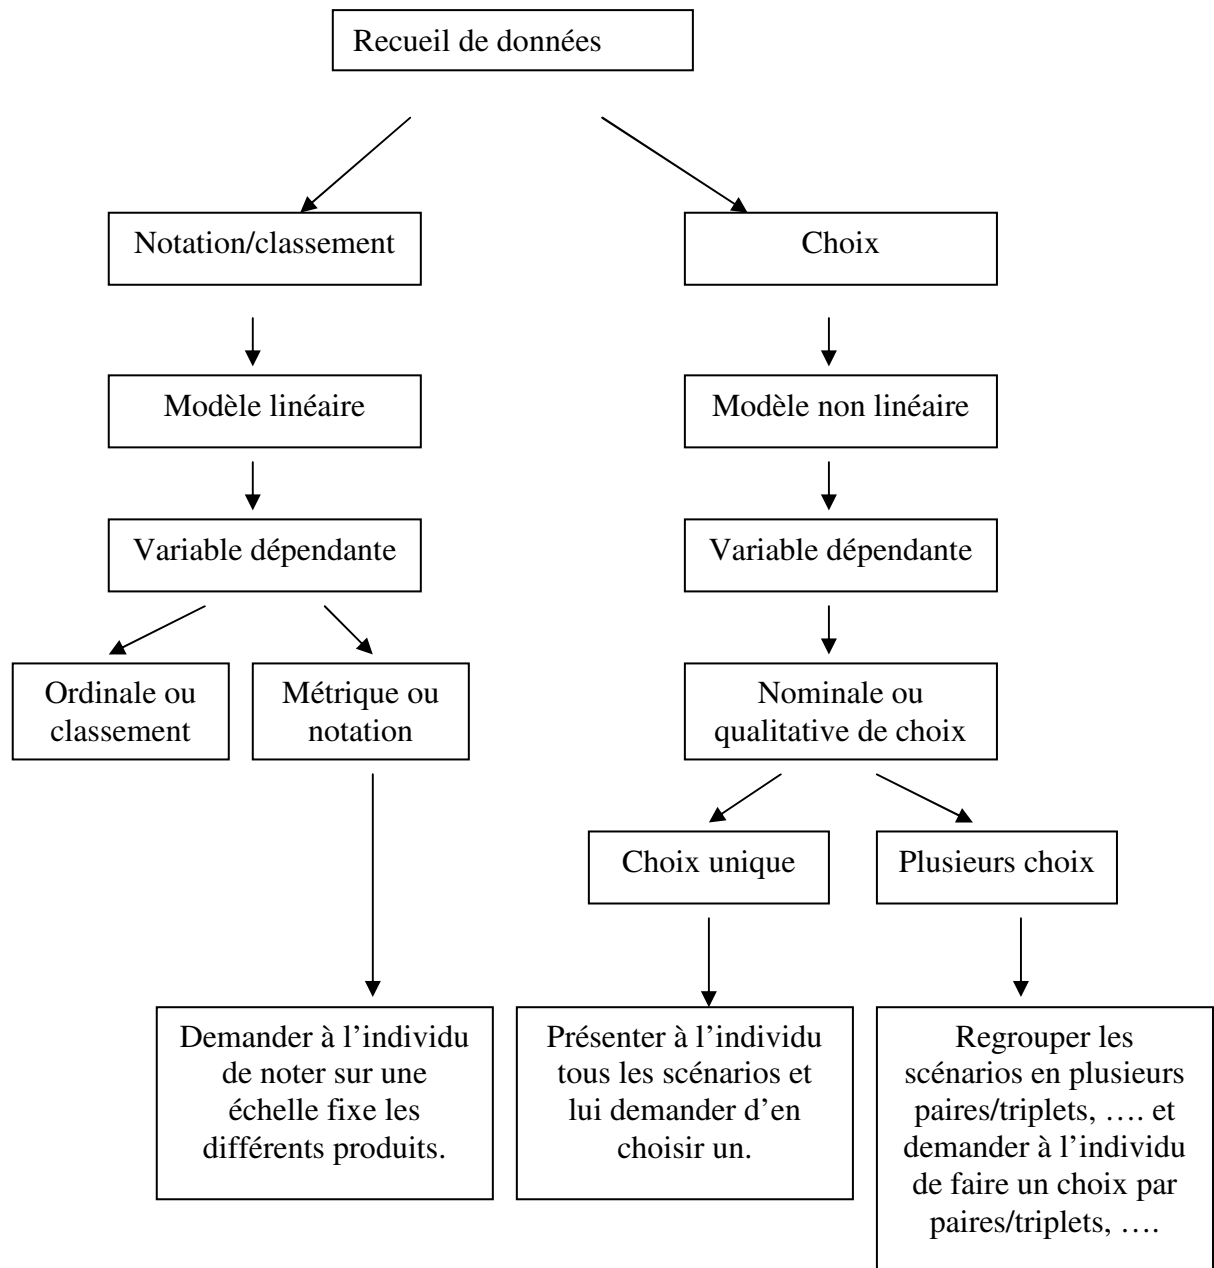 Recueil de données
Notation/classement
Choix
Modèle linéaire
Modèle non linéaire
Variable dépendante
Variable dépendante
Ordinale ou
classement
Métrique ou
notation
Nominale ou
qualitative de choix
Choix unique
Plusieurs choix
Demander à l’individu
de noter sur une
échelle fixe les
différents produits.
Présenter à l’individu
tous les scénarios et
lui demander d’en
choisir un.
Regrouper les
scénarios en plusieurs
paires/triplets, …. et
demander à l’individu
de faire un choix par
paires/triplets, ….